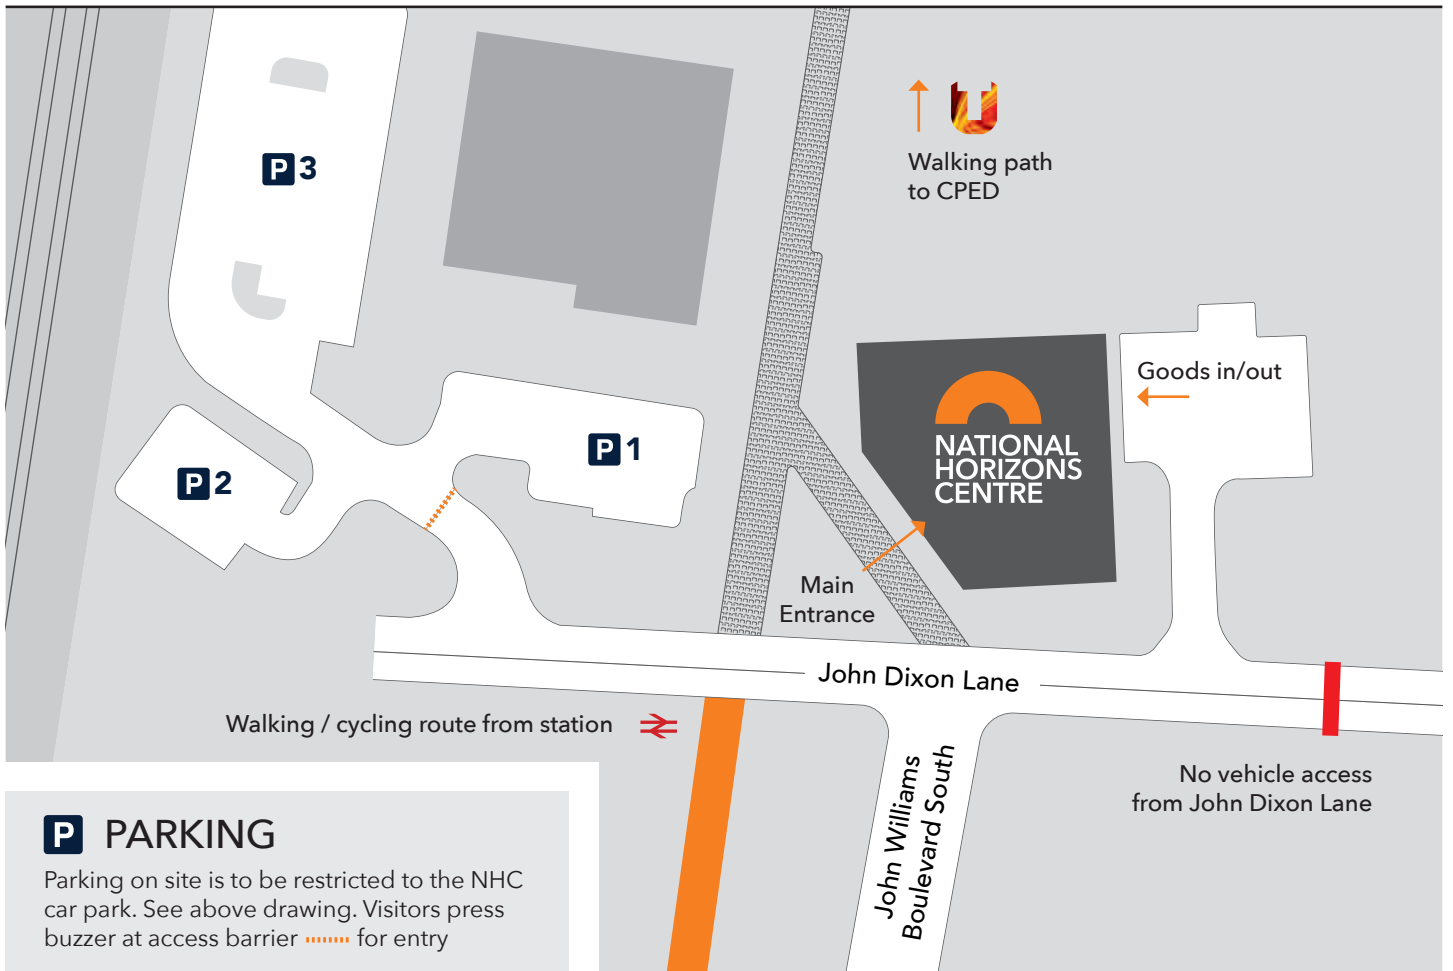 P 3
Walking path
to CPED
Goods in/out
P 1
NATIONAL
HORIZONS
CENTRE
P 2
Main
Entrance
John Dixon Lane
Walking / cycling route from station
John Williams
Boulevard South
No vehicle access
from John Dixon Lane
P PARKING
Parking on site is to be restricted to the NHC
car park. See above drawing. Visitors press
buzzer at access barrier ........ for entry